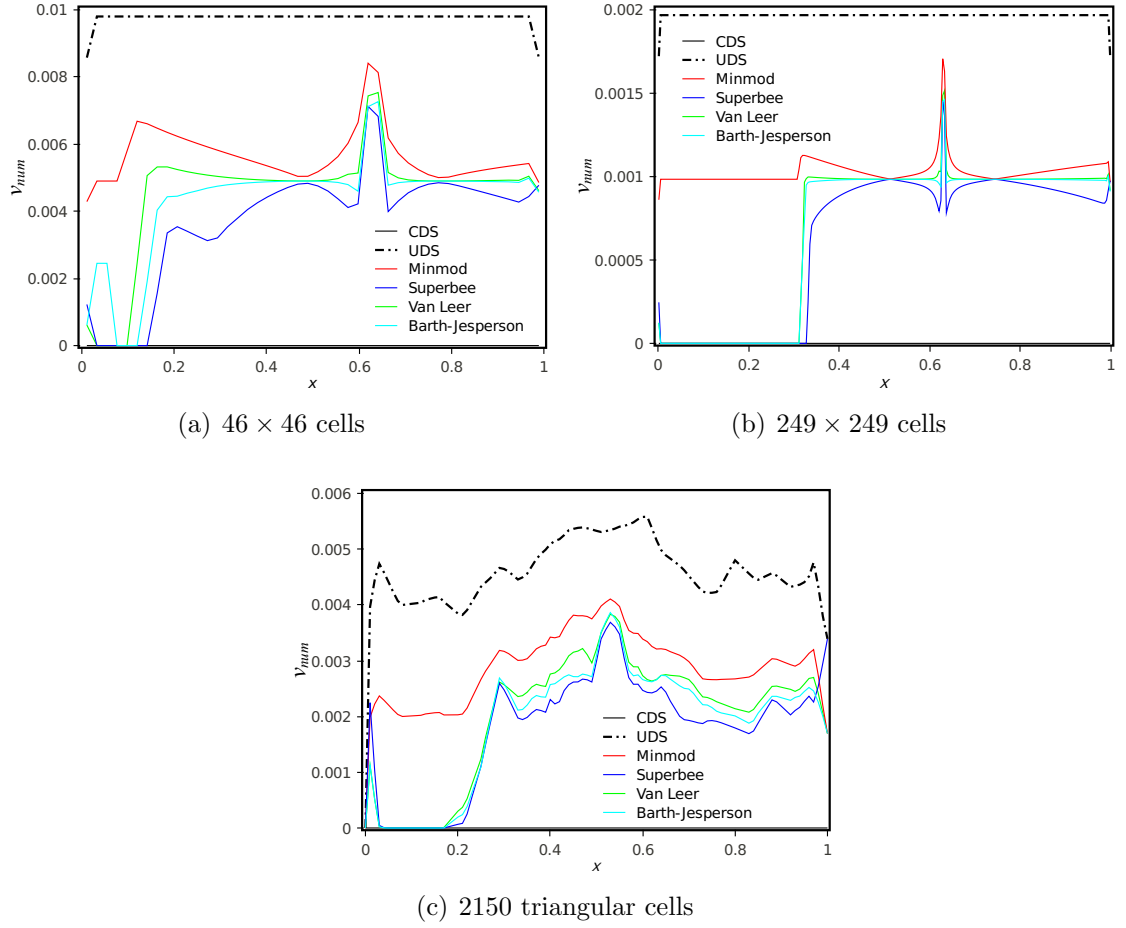 0.01
0.008
0.006
0.004
0.002
0
ν_num
0 0.2 0.4 0.6 0.8 1
x
CDS
UDS
Minmod
Superbee
Van Leer
Barth-Jesperson
(a) 46 × 46 cells
0.002
0.0015
0.001
0.0005
0
ν_num
0 0.2 0.4 0.6 0.8 1
x
CDS
UDS
Minmod
Superbee
Van Leer
Barth-Jesperson
(b) 249 × 249 cells
0.006
0.005
0.004
0.003
0.002
0.001
0
ν_num
0 0.2 0.4 0.6 0.8 1
x
CDS
UDS
Minmod
Superbee
Van Leer
Barth-Jesperson
(c) 2150 triangular cells